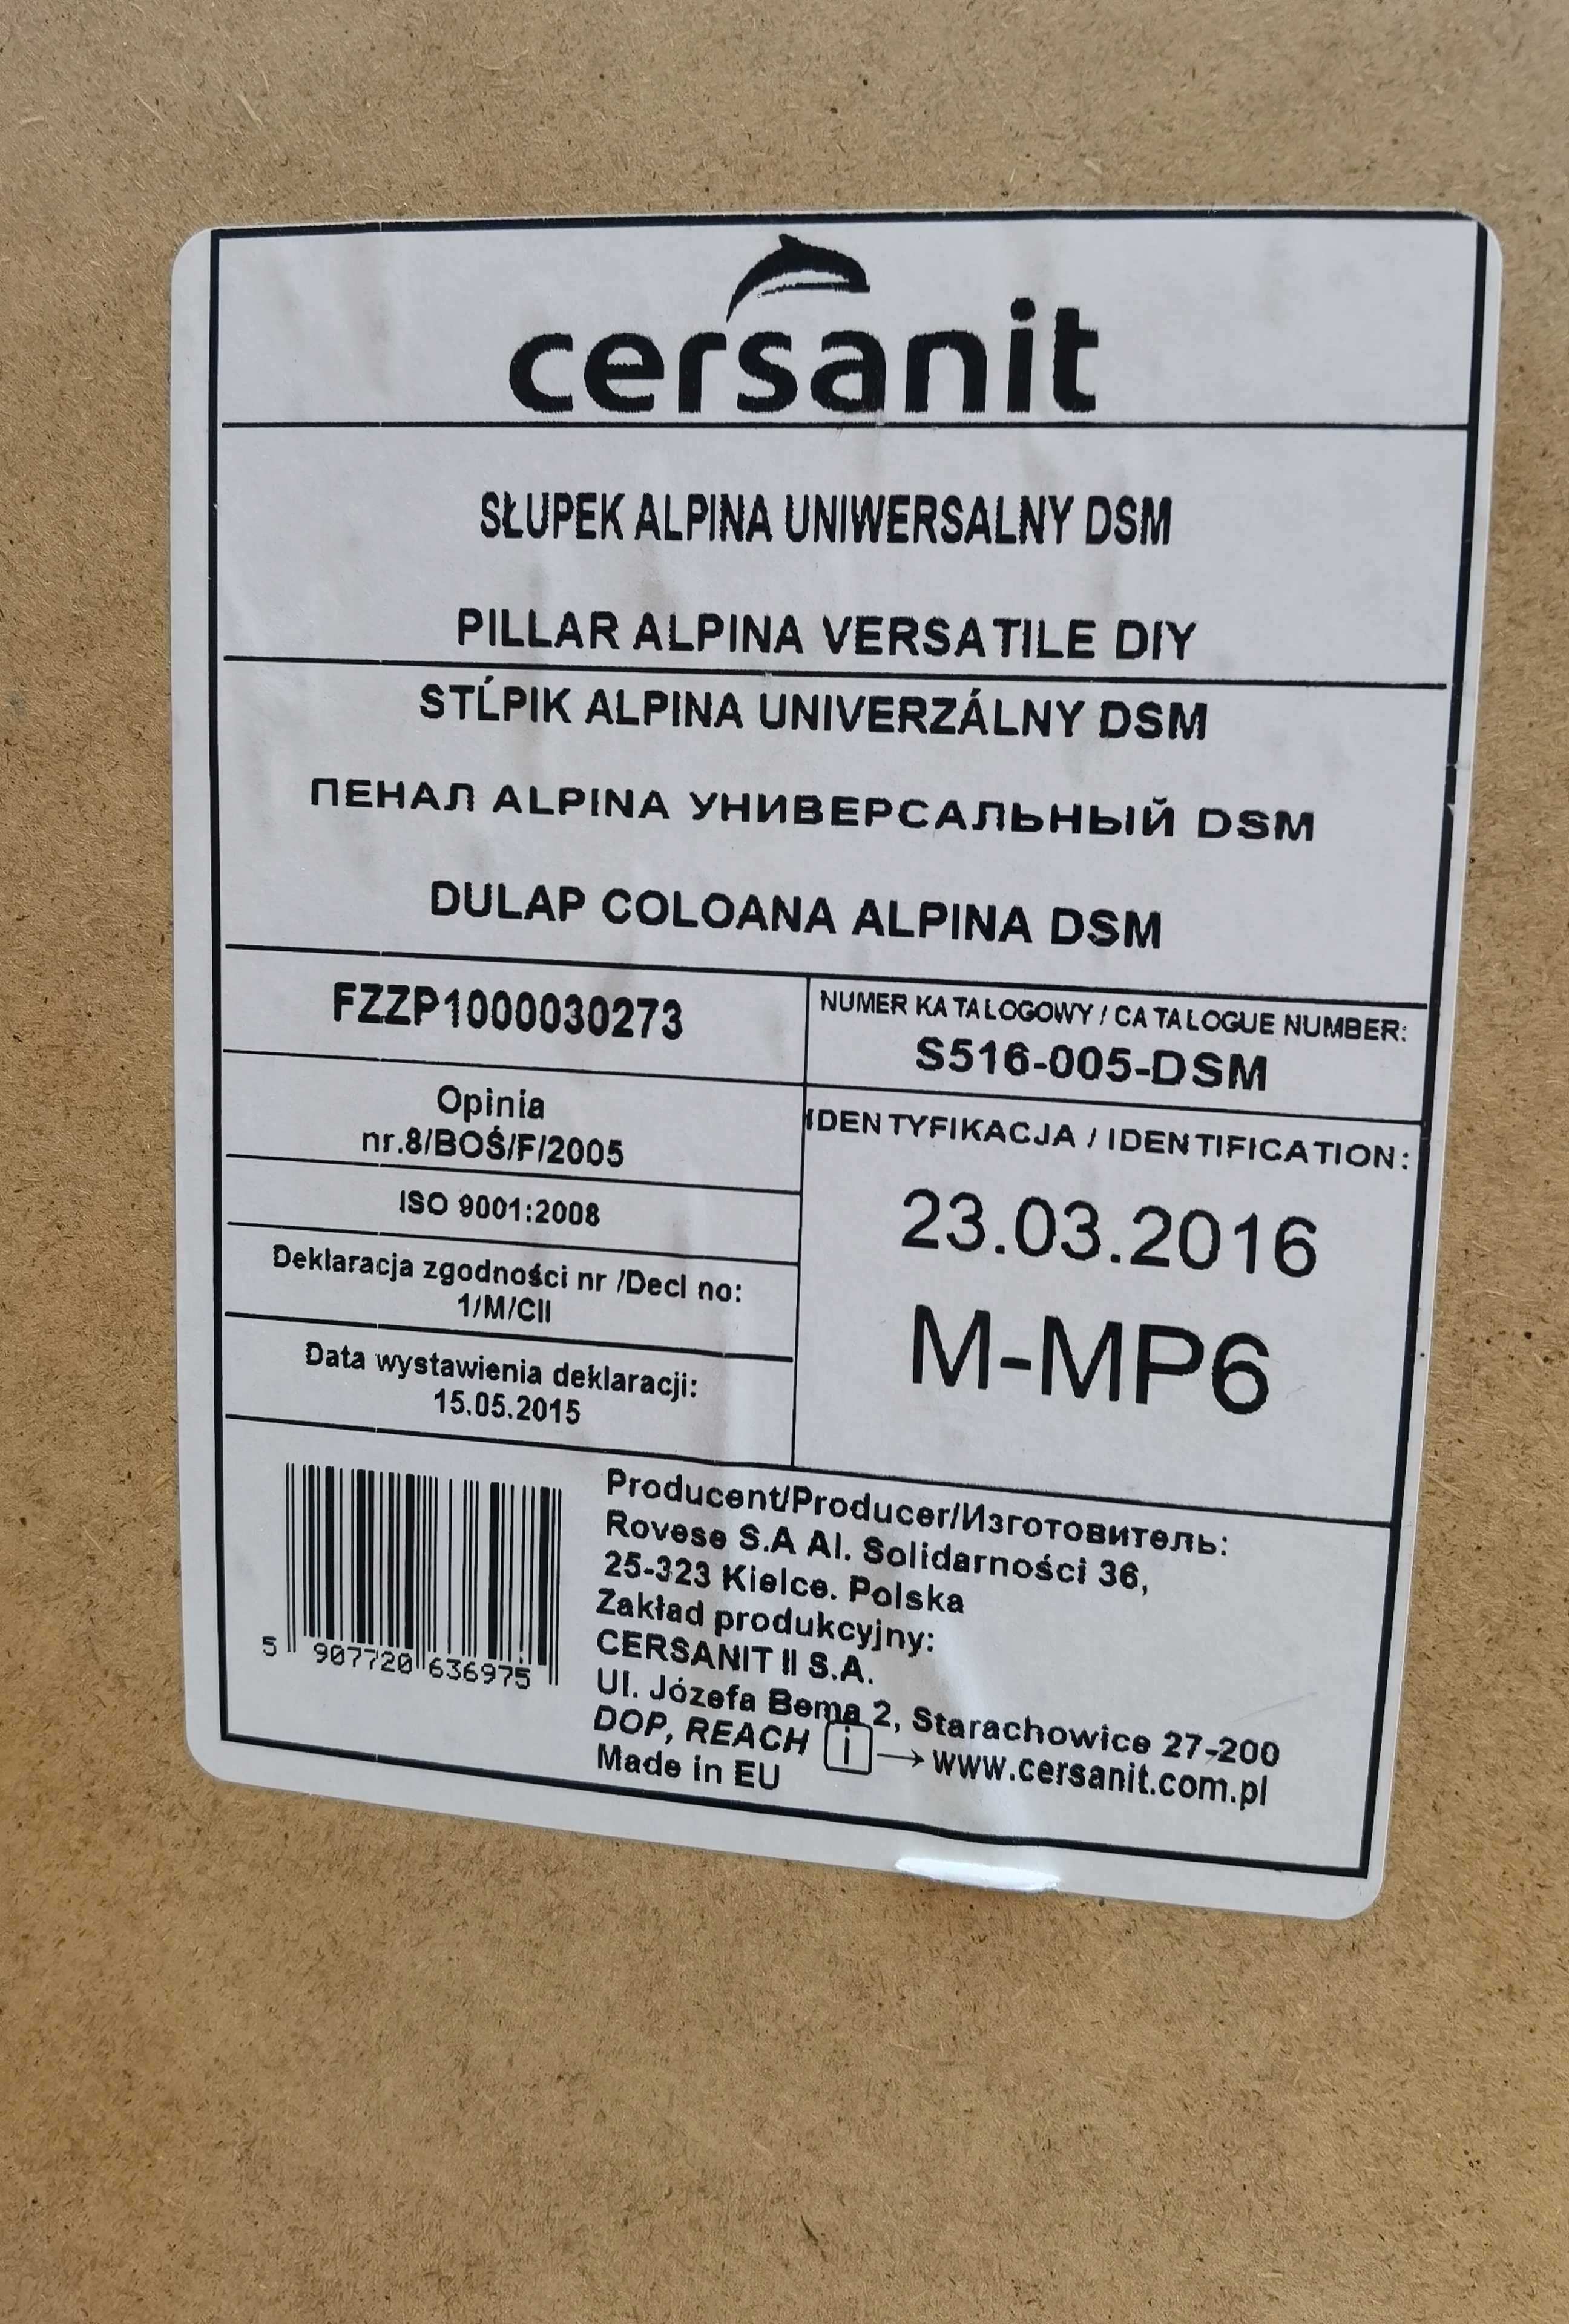 cersanit
SŁUPEK ALPINA UNIWERSALNY DSM
PILLAR ALPINA VERSATILE DIY
STĹPIK ALPINA UNIVERZÁLNY DSM
ПЕНАЛ ALPINA УНИВЕРСАЛЬНЫЙ DSM
DULAP COLOANA ALPINA DSM
FZZP1000030273
NUMER KATALOGOWY / CATALOGUE NUMBER:
S516-005-DSM
Opinia
nr.8/BOŚ/F/2005
ISO 9001:2008
Deklaracja zgodności nr /Decl no:
1/M/CII
Data wystawienia deklaracji:
15.05.2015
IDENTYFIKACJA / IDENTIFICATION:
23.03.2016
M-MP6
5 907720 636975
Producent/Producer/Изготовитель:
Rovese S.A Al. Solidarności 36,
25-323 Kielce. Polska
Zakład produkcyjny:
CERSANIT II S.A.
Ul. Józefa Bema 2, Starachowice 27-200
DOP, REACH i → www.cersanit.com.pl
Made in EU